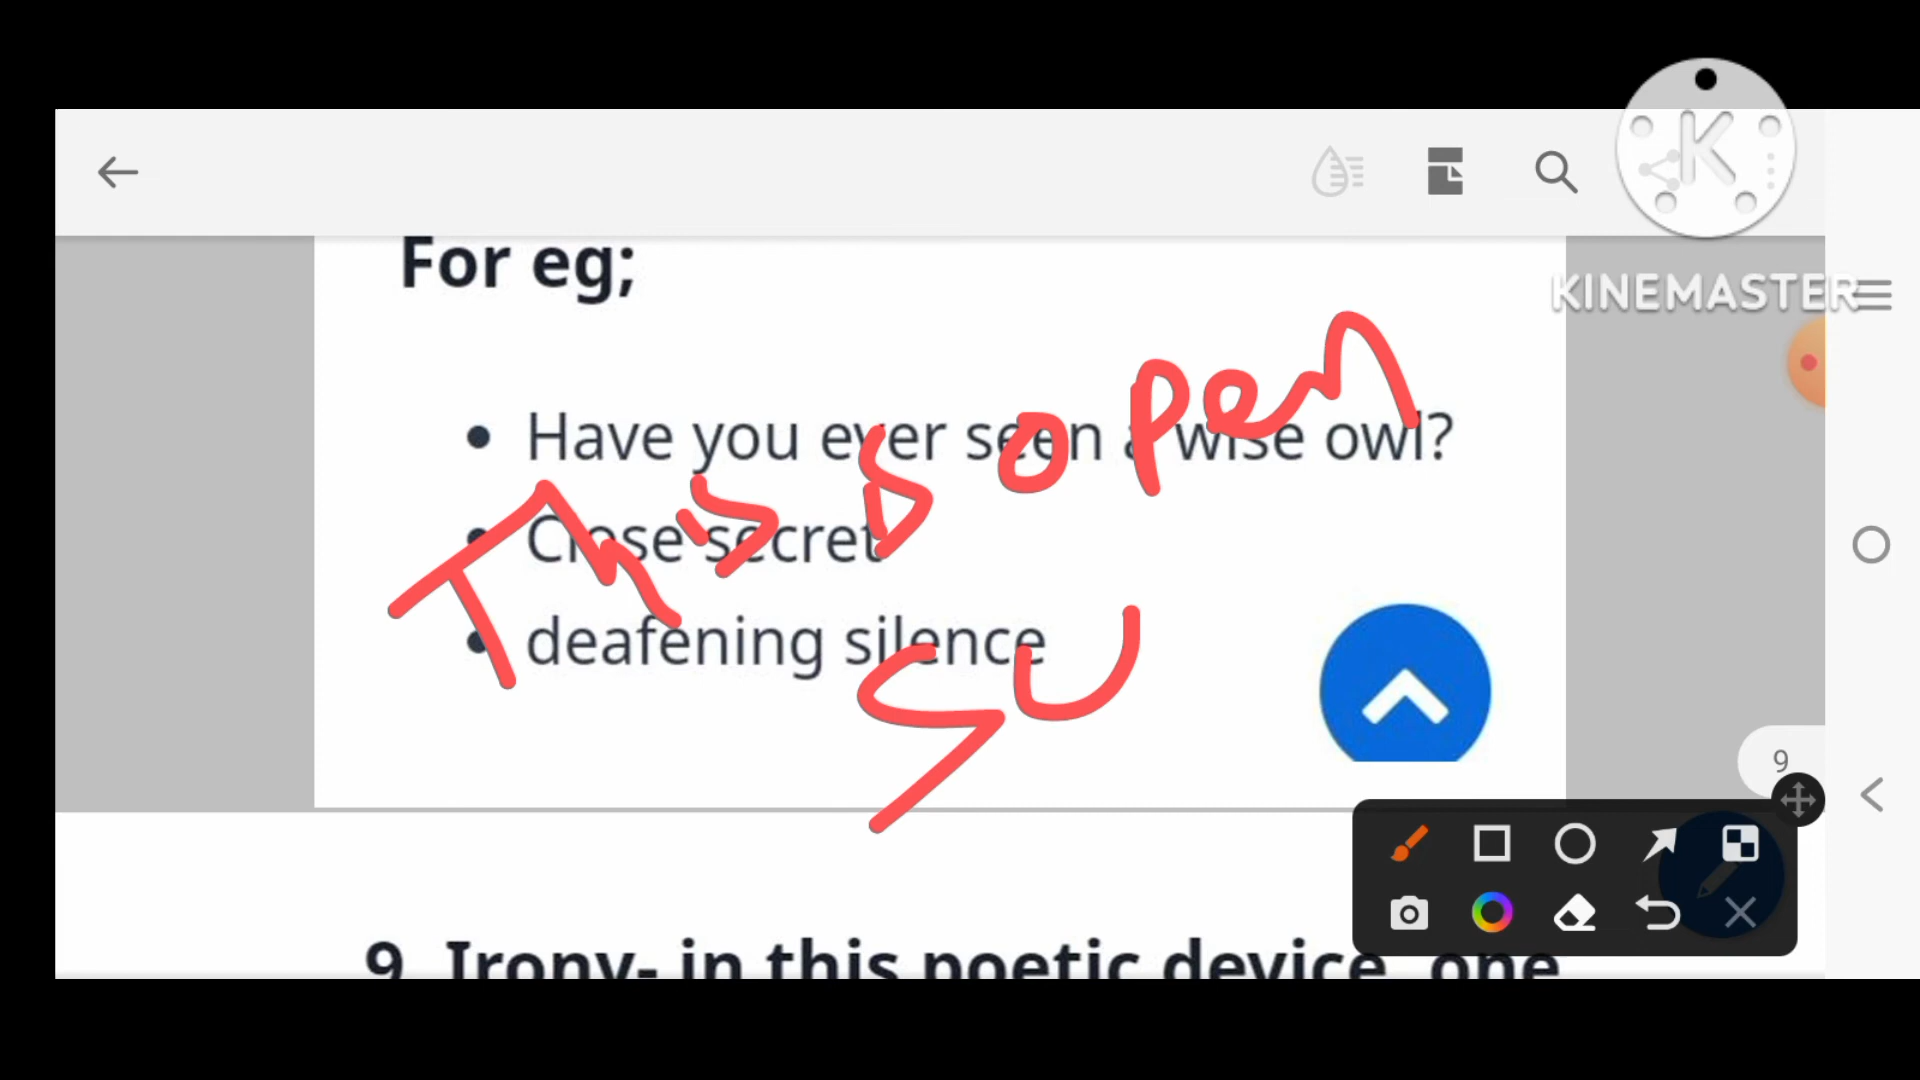 K
KINEMASTER
For eg;
Have you ever seen a wise owl?
Close secret
deafening silence
This open
su
9
9 Irony- in this poetic device, one